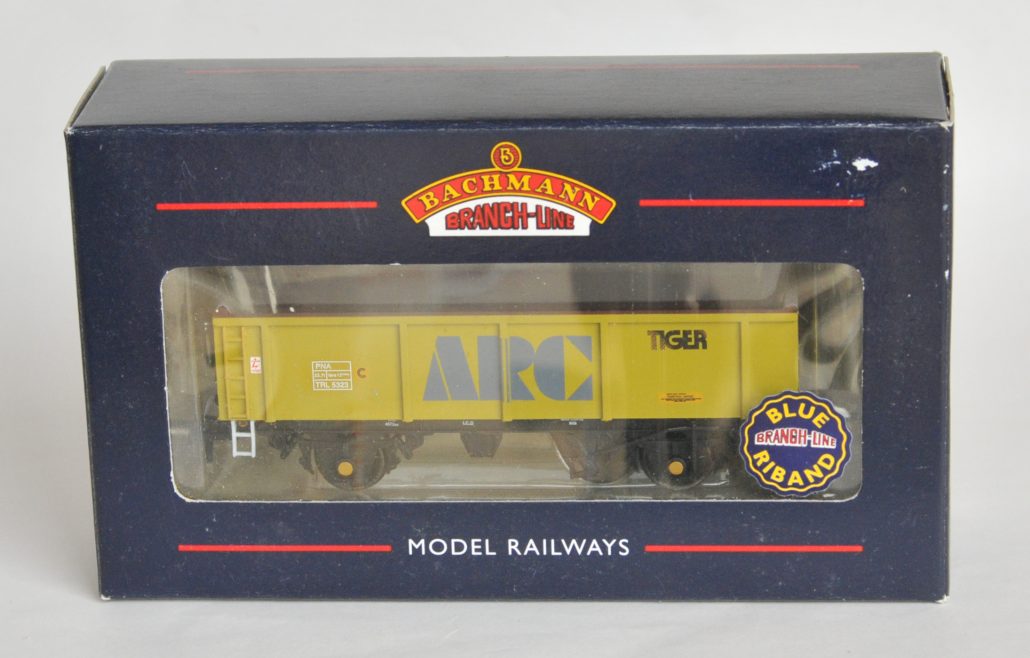 BACHMANN
BRANCH-LINE
ARC
TIGER
PNA
TRL 5323
C
BLUE
BRANCH-LINE
RIBAND
MODEL RAILWAYS